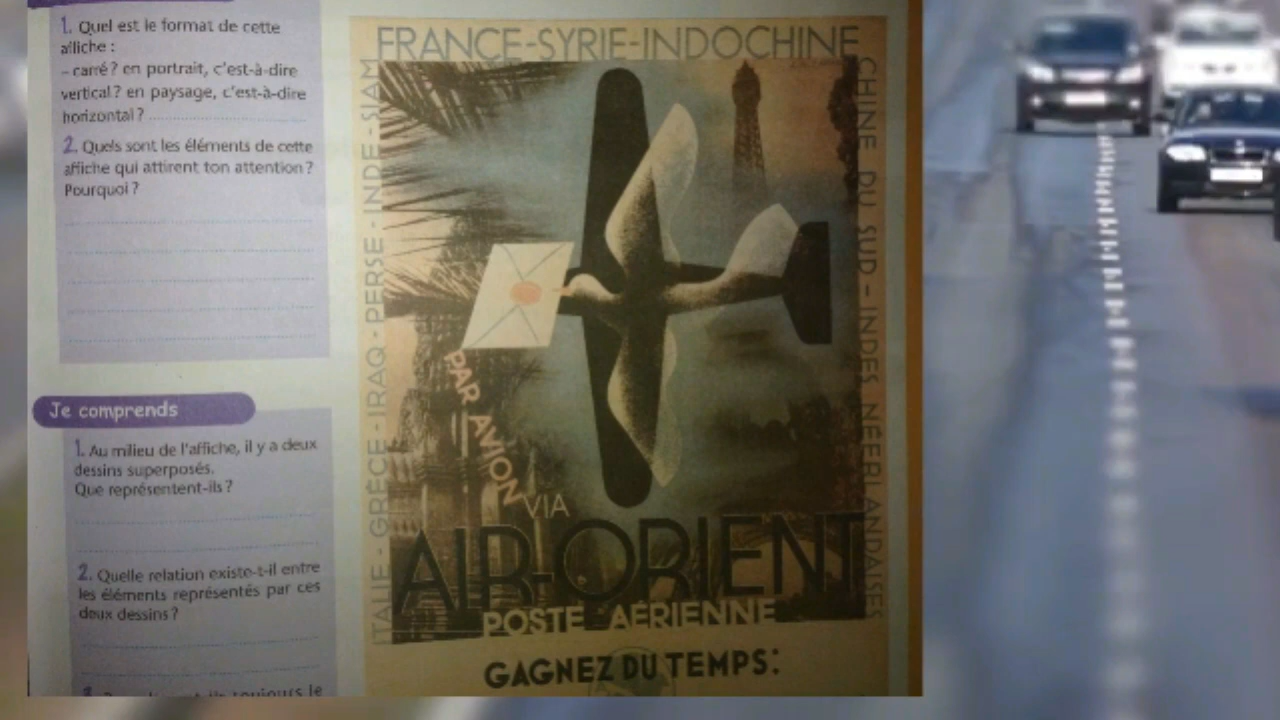 1. Quel est le format de cette
affiche :
– carré ? en portrait, c'est-à-dire
vertical ? en paysage, c'est-à-dire
horizontal ?
2. Quels sont les éléments de cette
affiche qui attirent ton attention ?
Pourquoi ?
Je comprends
1. Au milieu de l'affiche, il y a deux
dessins superposés.
Que représentent-ils ?
2. Quelle relation existe-t-il entre
les éléments représentés par ces
deux dessins ?
toujours le
FRANCE-SYRIE-INDOCHINE
CHINE DU SUD - INDES NEERLANDAISES
ITALIE - GRÈCE - IRAQ - PERSE - INDE - SIAM
PAR AVION
VIA
AIR-ORIENT
POSTE AÉRIENNE
GAGNEZ DU TEMPS: